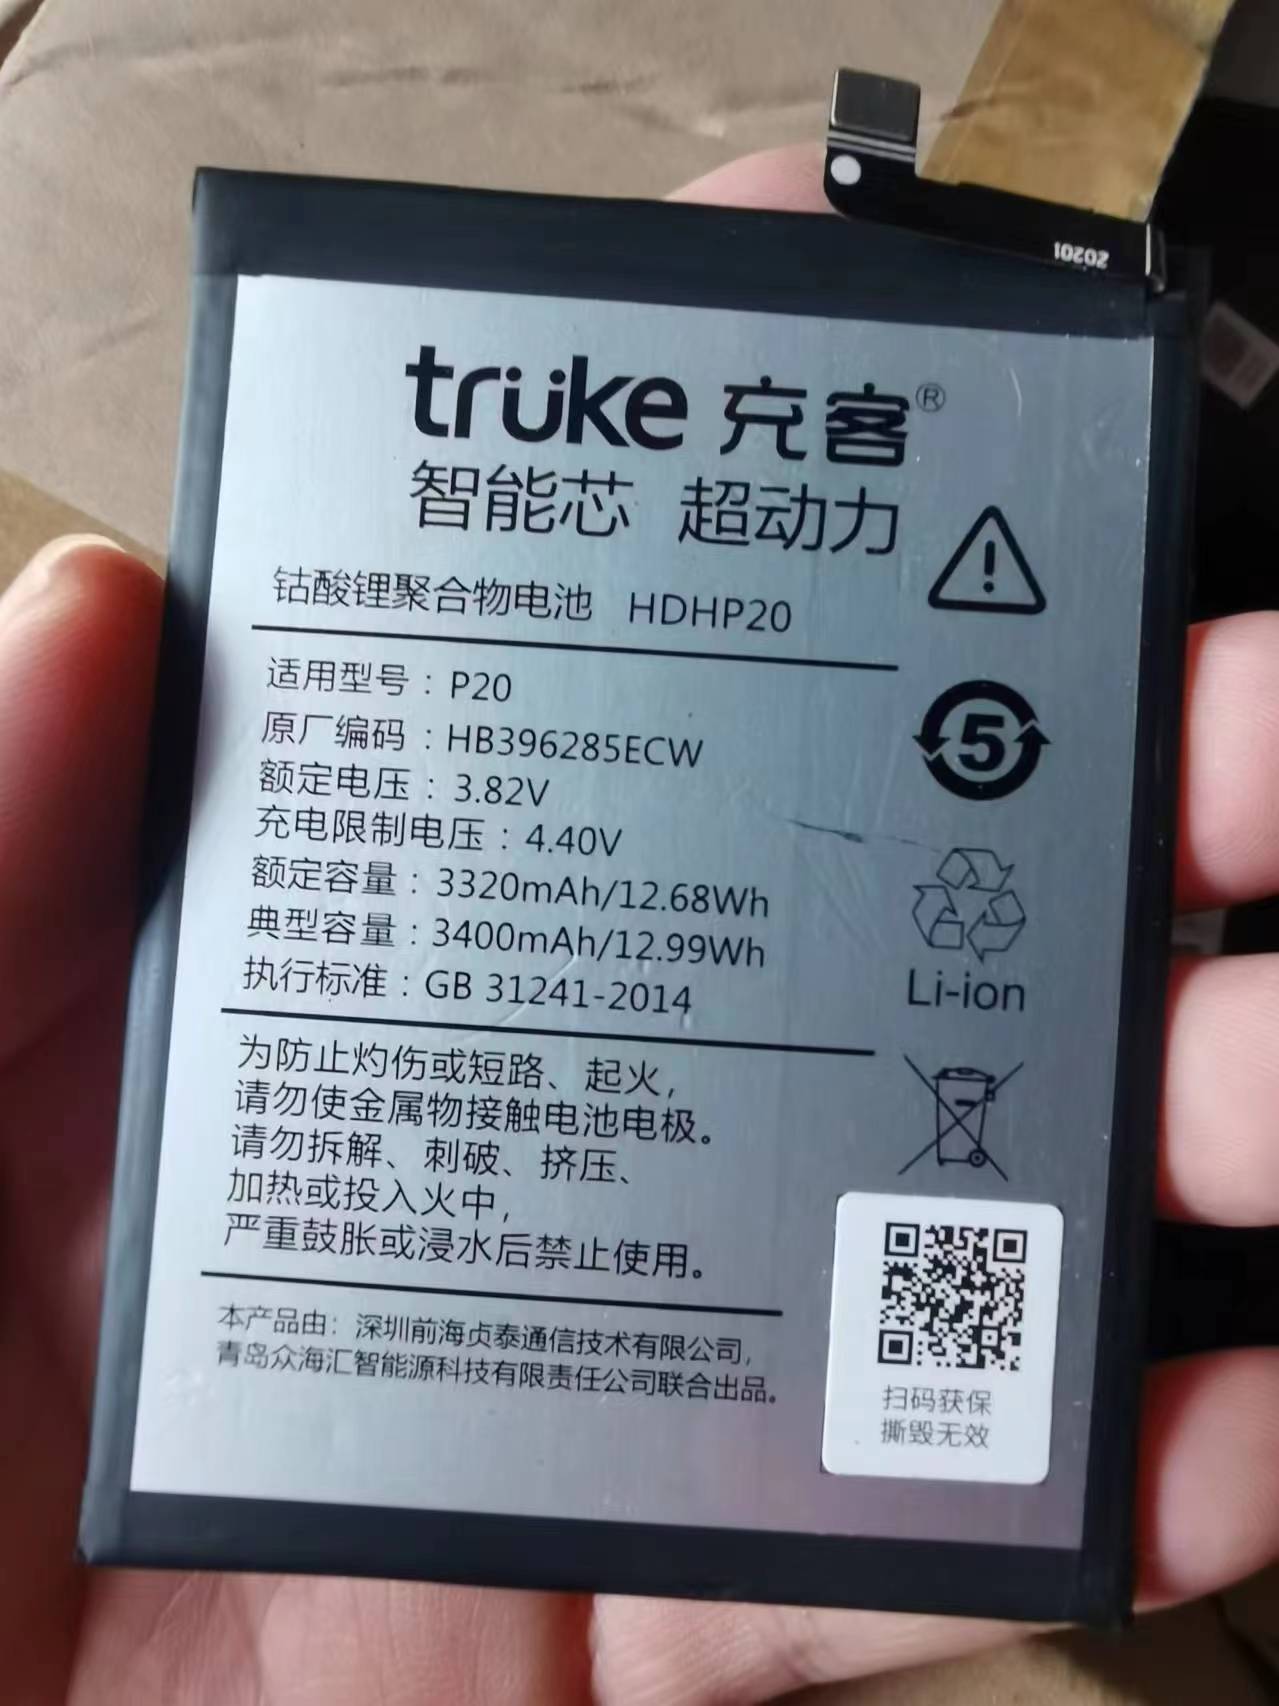 10202
truke 充客®
智能芯 超动力
钴酸锂聚合物电池 HDHP20
适用型号：P20
原厂编码：HB396285ECW
额定电压：3.82V
充电限制电压：4.40V
额定容量：3320mAh/12.68Wh
典型容量：3400mAh/12.99Wh
执行标准：GB 31241-2014
5
Li-ion
为防止灼伤或短路、起火，
请勿使金属物接触电池电极。
请勿拆解、刺破、挤压、
加热或投入火中，
严重鼓胀或浸水后禁止使用。
本产品由：深圳前海贞泰通信技术有限公司，
青岛众海汇智能源科技有限责任公司联合出品。
扫码获保
撕毁无效